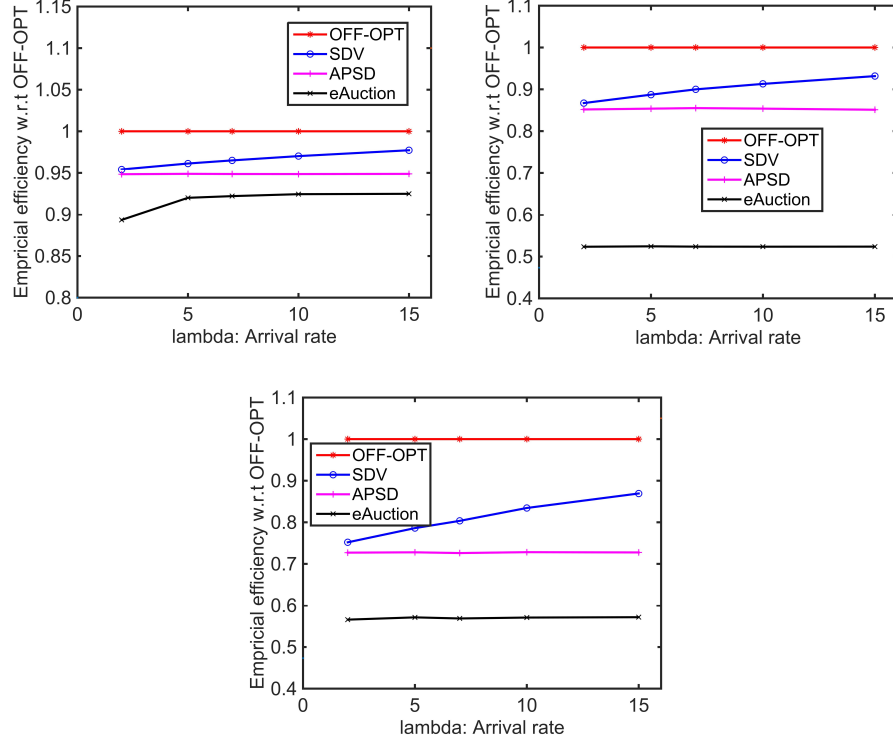 1.15
1.1
1.05
1
0.95
0.9
0.85
0.8
Empricial efficiency w.r.t OFF-OPT
OFF-OPT
SDV
APSD
eAuction
0 5 10 15
lambda: Arrival rate
1.1
1
0.9
0.8
0.7
0.6
0.5
0.4
Empricial efficiency w.r.t OFF-OPT
OFF-OPT
SDV
APSD
eAuction
0 5 10 15
lambda: Arrival rate
1.1
1
0.9
0.8
0.7
0.6
0.5
0.4
Empricial efficiency w.r.t OFF-OPT
OFF-OPT
SDV
APSD
eAuction
0 5 10 15
lambda: Arrival rate